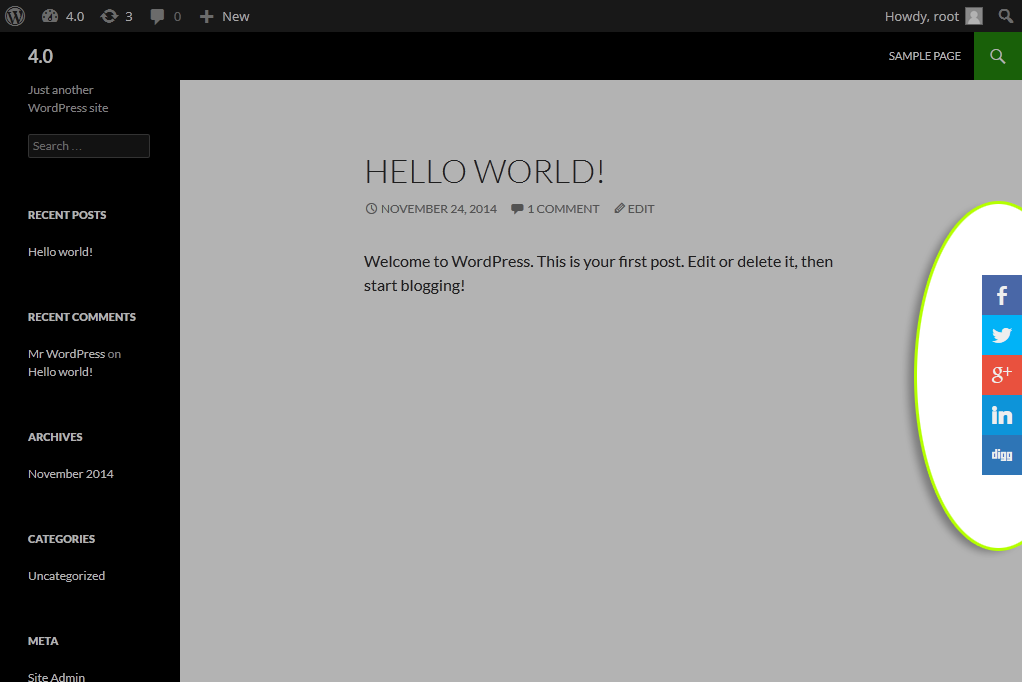 4.0 3 0 New Howdy, root
4.0 SAMPLE PAGE
Just another
WordPress site
Search …
RECENT POSTS
Hello world!
RECENT COMMENTS
Mr WordPress on
Hello world!
ARCHIVES
November 2014
CATEGORIES
Uncategorized
META
Site Admin
HELLO WORLD!
NOVEMBER 24, 2014 1 COMMENT EDIT
Welcome to WordPress. This is your first post. Edit or delete it, then
start blogging!
f
g+
in
digg